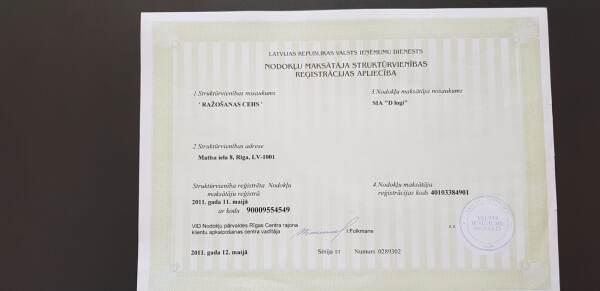 LATVIJAS REPUBLIKAS VALSTS IEŅĒMUMU DIENESTS
NODOKĻU MAKSĀTĀJA STRUKTŪRVIENĪBAS
REĢISTRĀCIJAS APLIECĪBA
1.Struktūrvienības nosaukums
' RAŽOŠANAS CEHS '
3.Nodokļu maksātāja nosaukums
SIA "D logi"
2.Struktūrvienības adrese
Matīsa iela 8, Rīga, LV-1001
Struktūrvienība reģistrēta Nodokļu
maksātāju reģistrā
2011. gada 11. maijā
ar kodu 90009554549
4.Nodokļu maksātāja
reģistrācijas kods 40103384901
VID Nodokļu pārvaldes Rīgas Centra rajona
klientu apkalpošanas centra vadītāja
I.Folkmane
z.v.
VALSTS
IEŅĒMUMU
DIENESTS
2011. gada 12. maijā
Sērija
Numurs 0289302